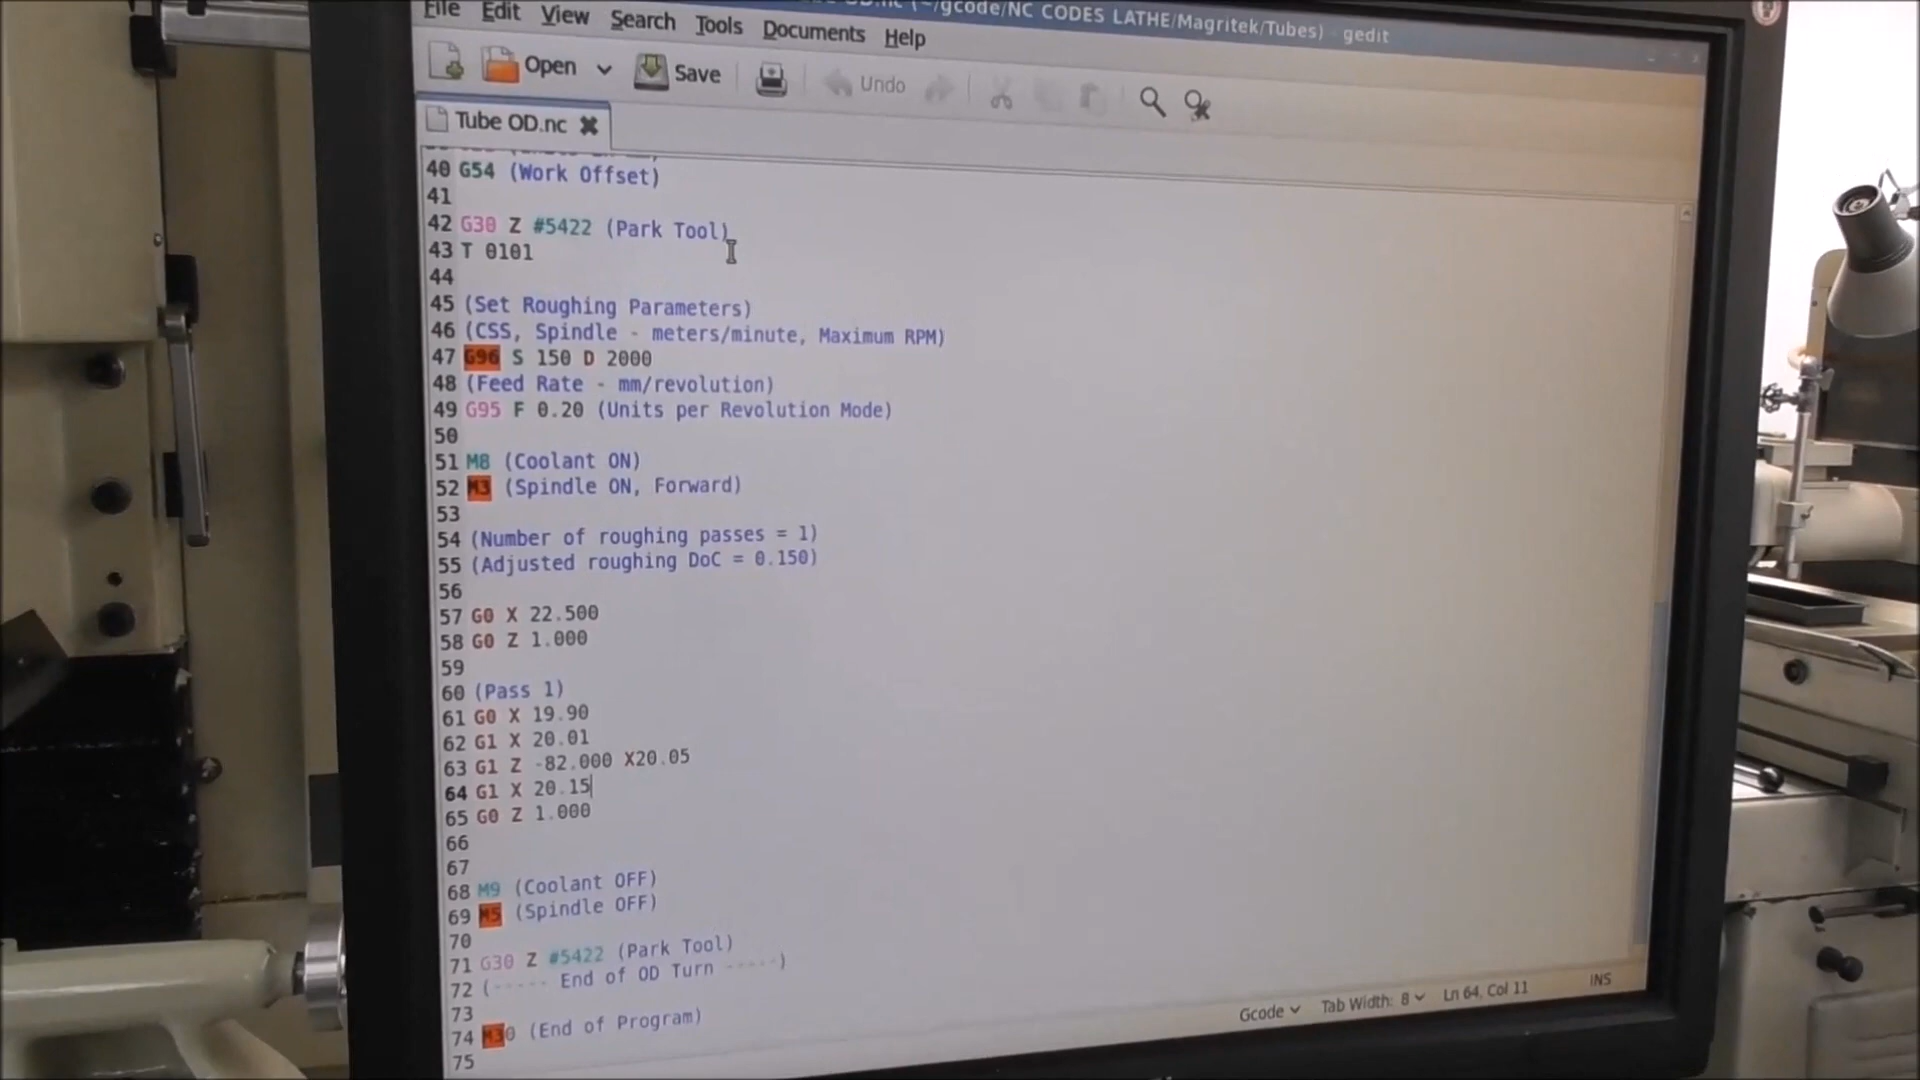 OD.nc (~/gcode/NC CODES LATHE/Magritek/Tubes) - gedit
File Edit View Search Tools Documents Help
Open Save Undo
Tube OD.nc
40 G54 (Work Offset)
41
42 G30 Z #5422 (Park Tool)
43 T 0101
44
45 (Set Roughing Parameters)
46 (CSS, Spindle - meters/minute, Maximum RPM)
47 G96 S 150 D 2000
48 (Feed Rate - mm/revolution)
49 G95 F 0.20 (Units per Revolution Mode)
50
51 M8 (Coolant ON)
52 M3 (Spindle ON, Forward)
53
54 (Number of roughing passes = 1)
55 (Adjusted roughing DoC = 0.150)
56
57 G0 X 22.500
58 G0 Z 1.000
59
60 (Pass 1)
61 G0 X 19.90
62 G1 X 20.01
63 G1 Z -82.000 X20.05
64 G1 X 20.15
65 G0 Z 1.000
66
67
68 M9 (Coolant OFF)
69 M5 (Spindle OFF)
70
71 G30 Z #5422 (Park Tool)
72 (----- End of OD Turn -----)
73
74 M30 (End of Program)
75
Gcode Tab Width: 8 Ln 64, Col 11 INS